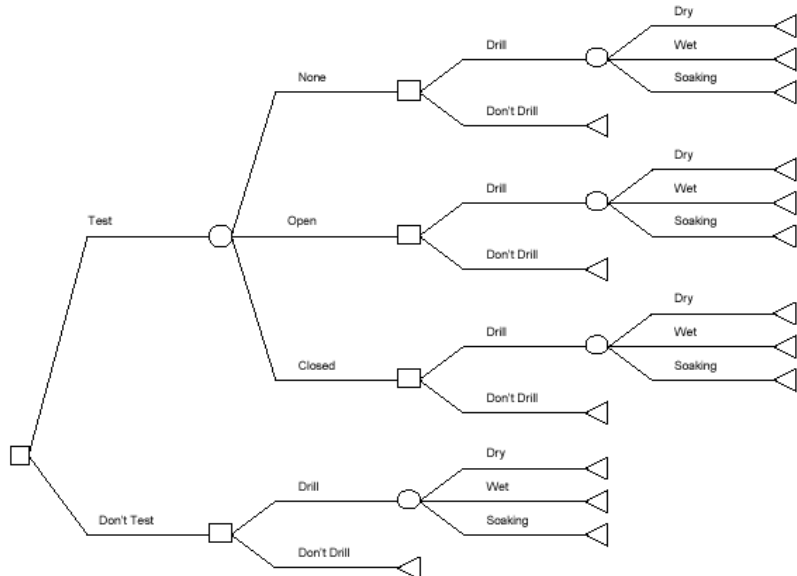 Dry
Drill
Wet
None
Soaking
Don't Drill
Dry
Drill
Wet
Test
Open
Soaking
Don't Drill
Dry
Drill
Wet
Closed
Soaking
Don't Drill
Dry
Drill
Wet
Don't Test
Soaking
Don't Drill